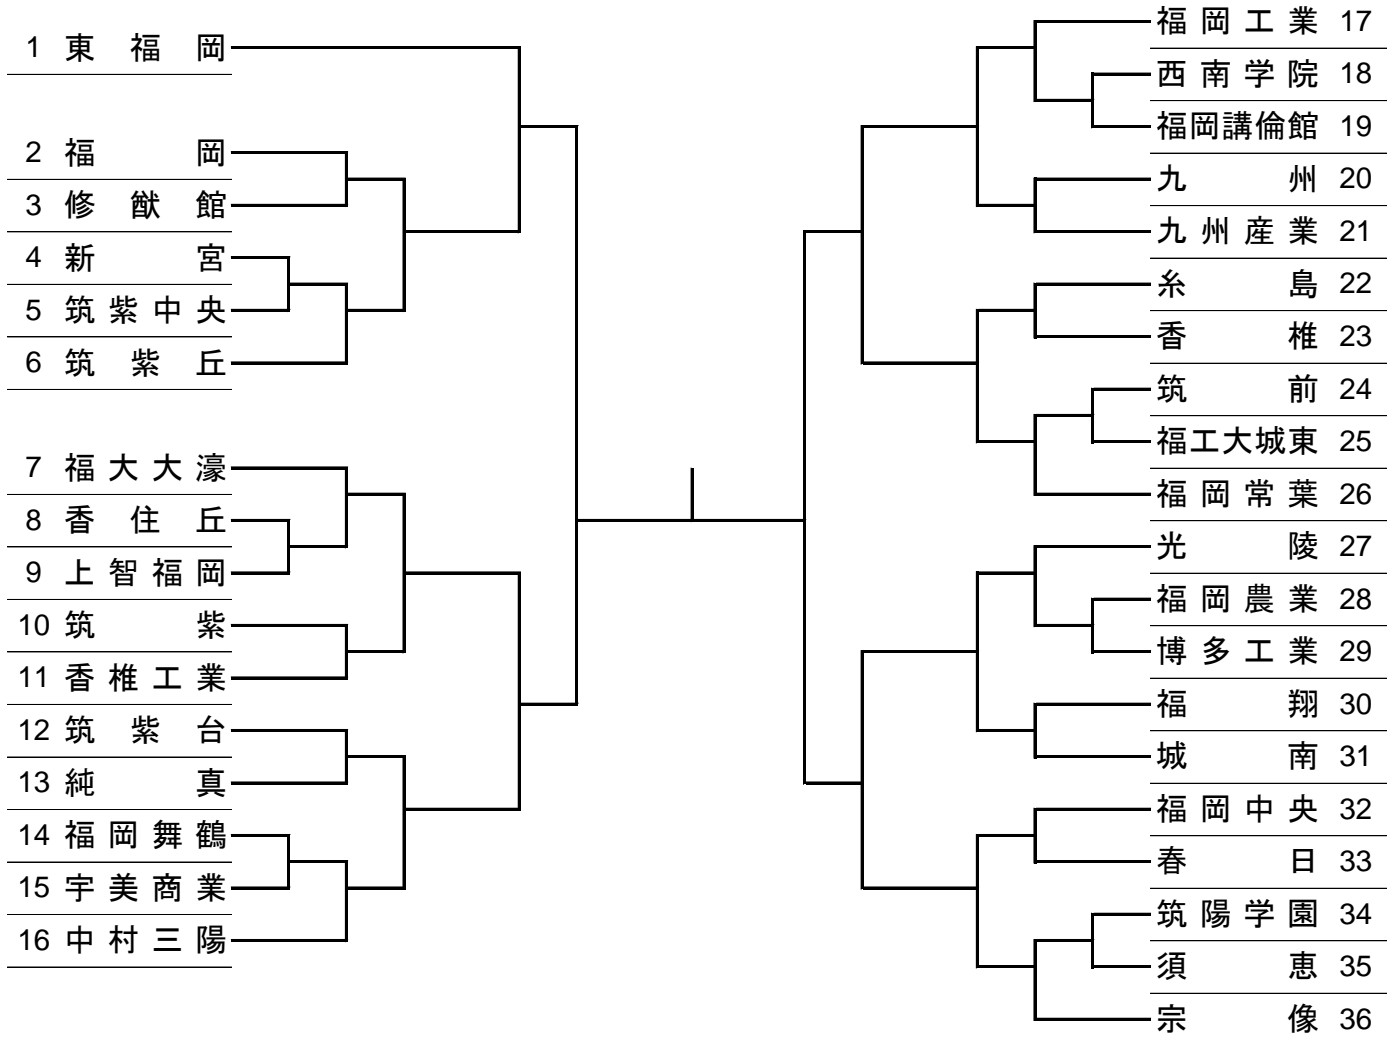 1 東福岡
2 福岡
3 修猷館
4 新宮
5 筑紫中央
6 筑紫丘
7 福大大濠
8 香住丘
9 上智福岡
10 筑紫
11 香椎工業
12 筑紫台
13 純真
14 福岡舞鶴
15 宇美商業
16 中村三陽
福岡工業 17
西南学院 18
福岡講倫館 19
九州 20
九州産業 21
糸島 22
香椎 23
筑前 24
福工大城東 25
福岡常葉 26
光陵 27
福岡農業 28
博多工業 29
福翔 30
城南 31
福岡中央 32
春日 33
筑陽学園 34
須恵 35
宗像 36